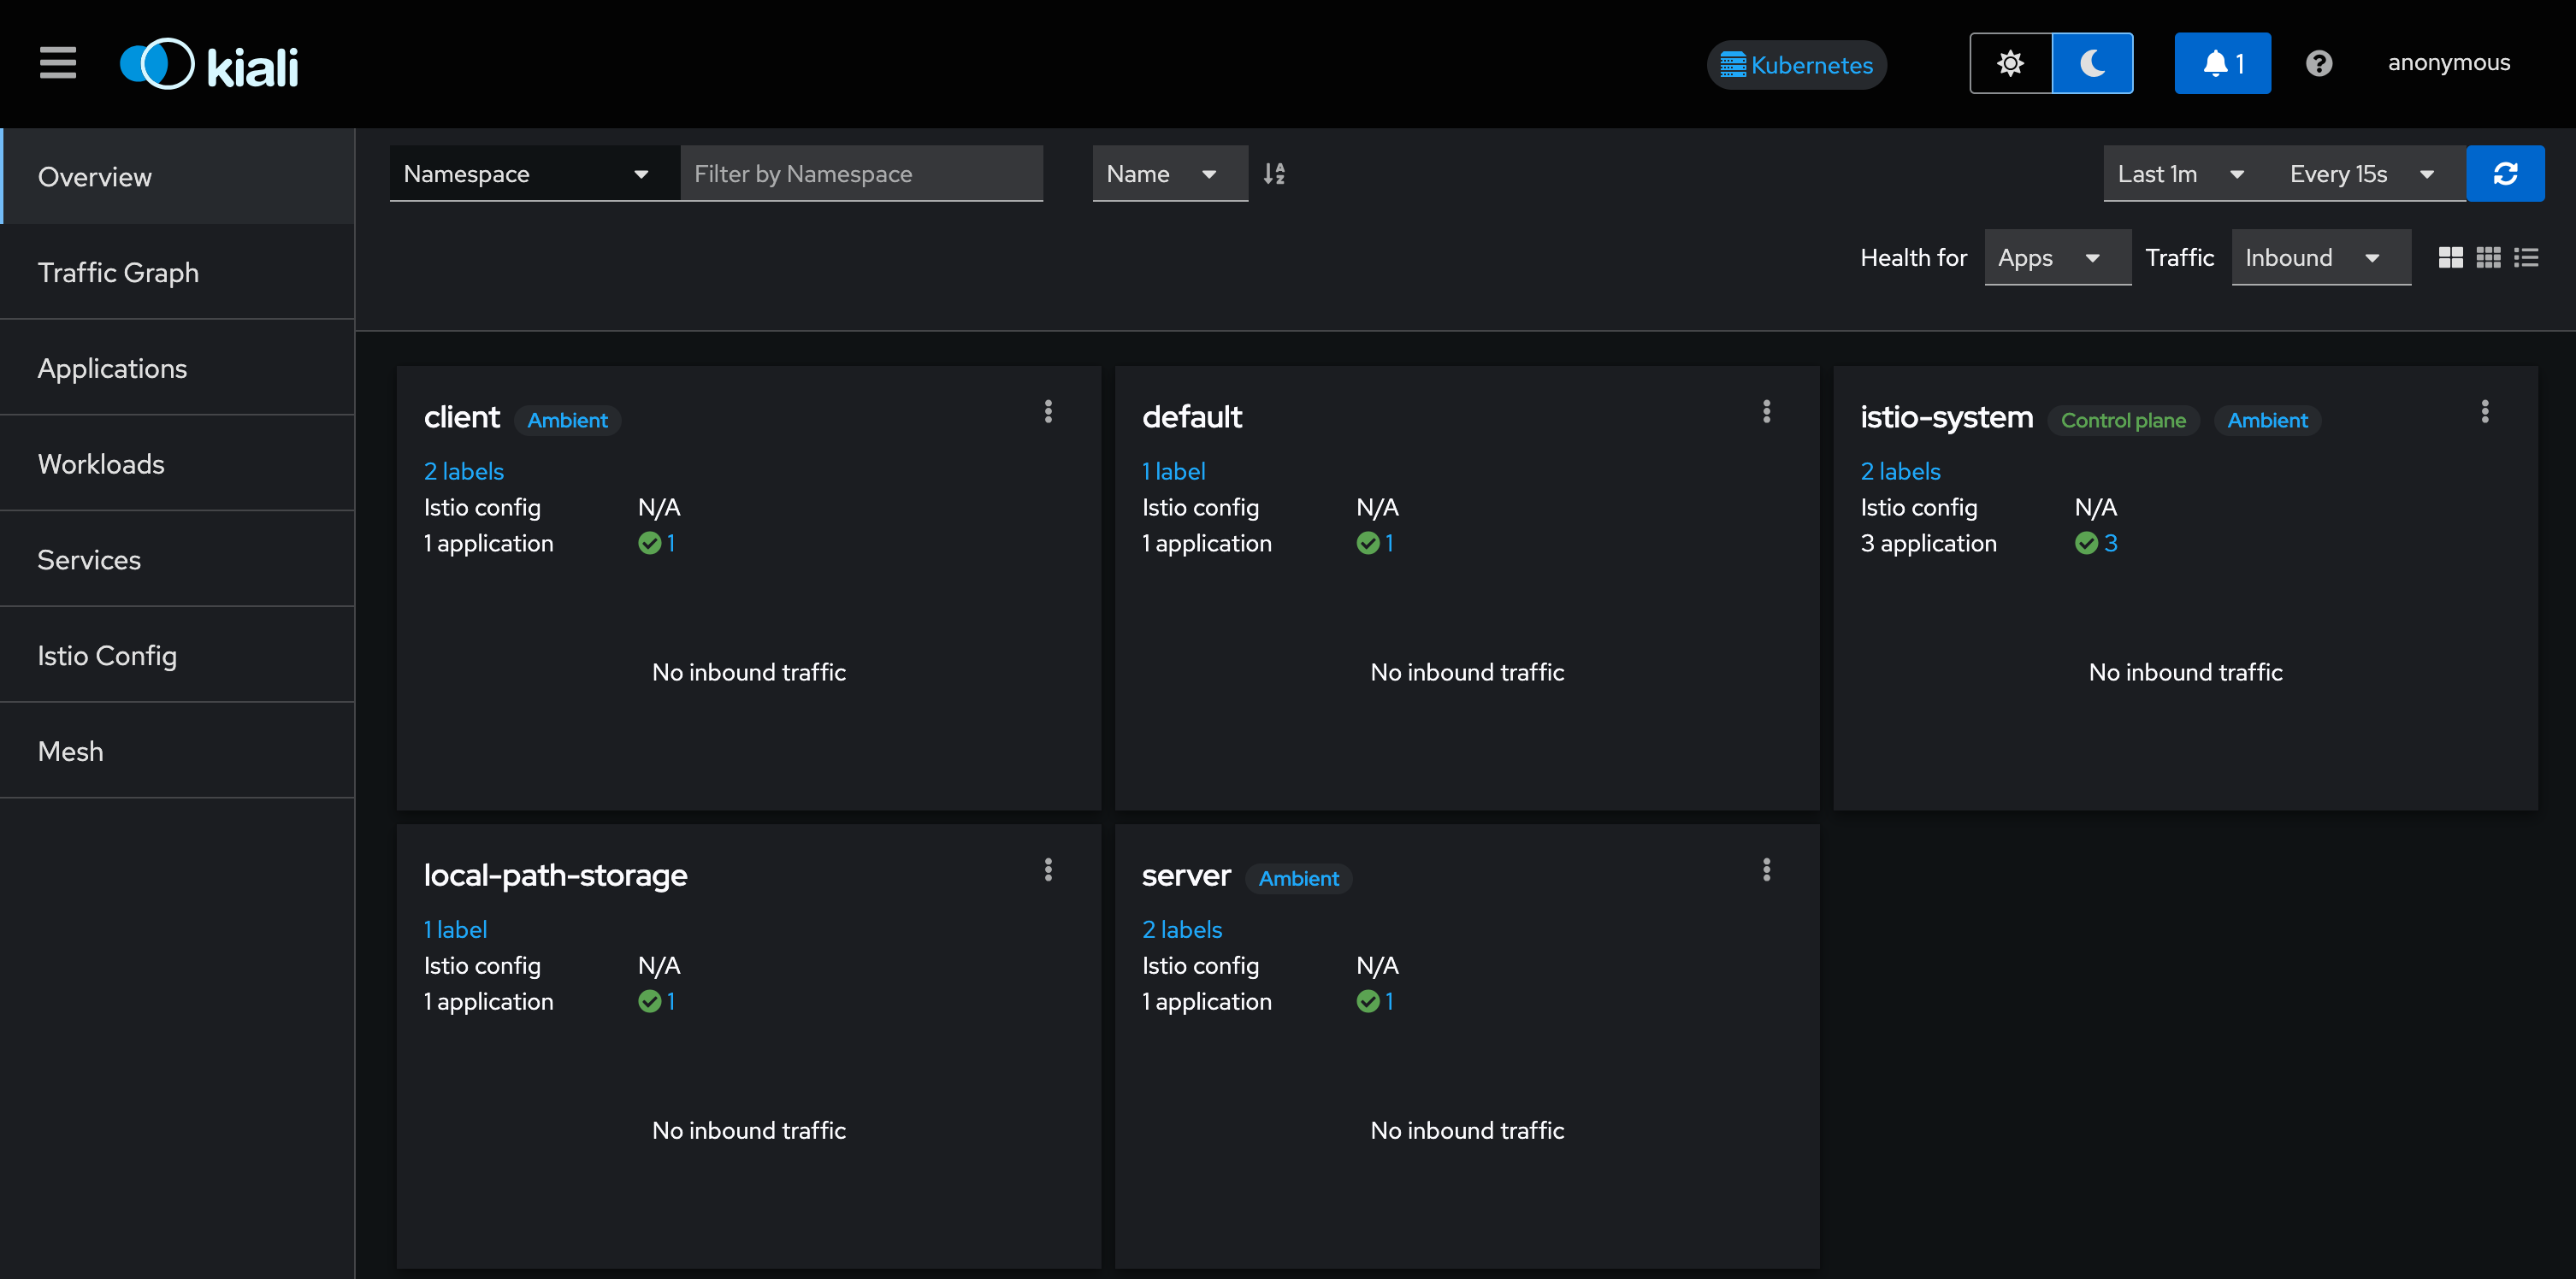 kiali
Kubernetes
1
anonymous
Overview
Traffic Graph
Applications
Workloads
Services
Istio Config
Mesh
Namespace
Filter by Namespace
Name
Last 1m
Every 15s
Health for
Apps
Traffic
Inbound
client Ambient
2 labels
Istio config N/A
1 application 1
No inbound traffic
default
1 label
Istio config N/A
1 application 1
No inbound traffic
istio-system Control plane Ambient
2 labels
Istio config N/A
3 application 3
No inbound traffic
local-path-storage
1 label
Istio config N/A
1 application 1
No inbound traffic
server Ambient
2 labels
Istio config N/A
1 application 1
No inbound traffic